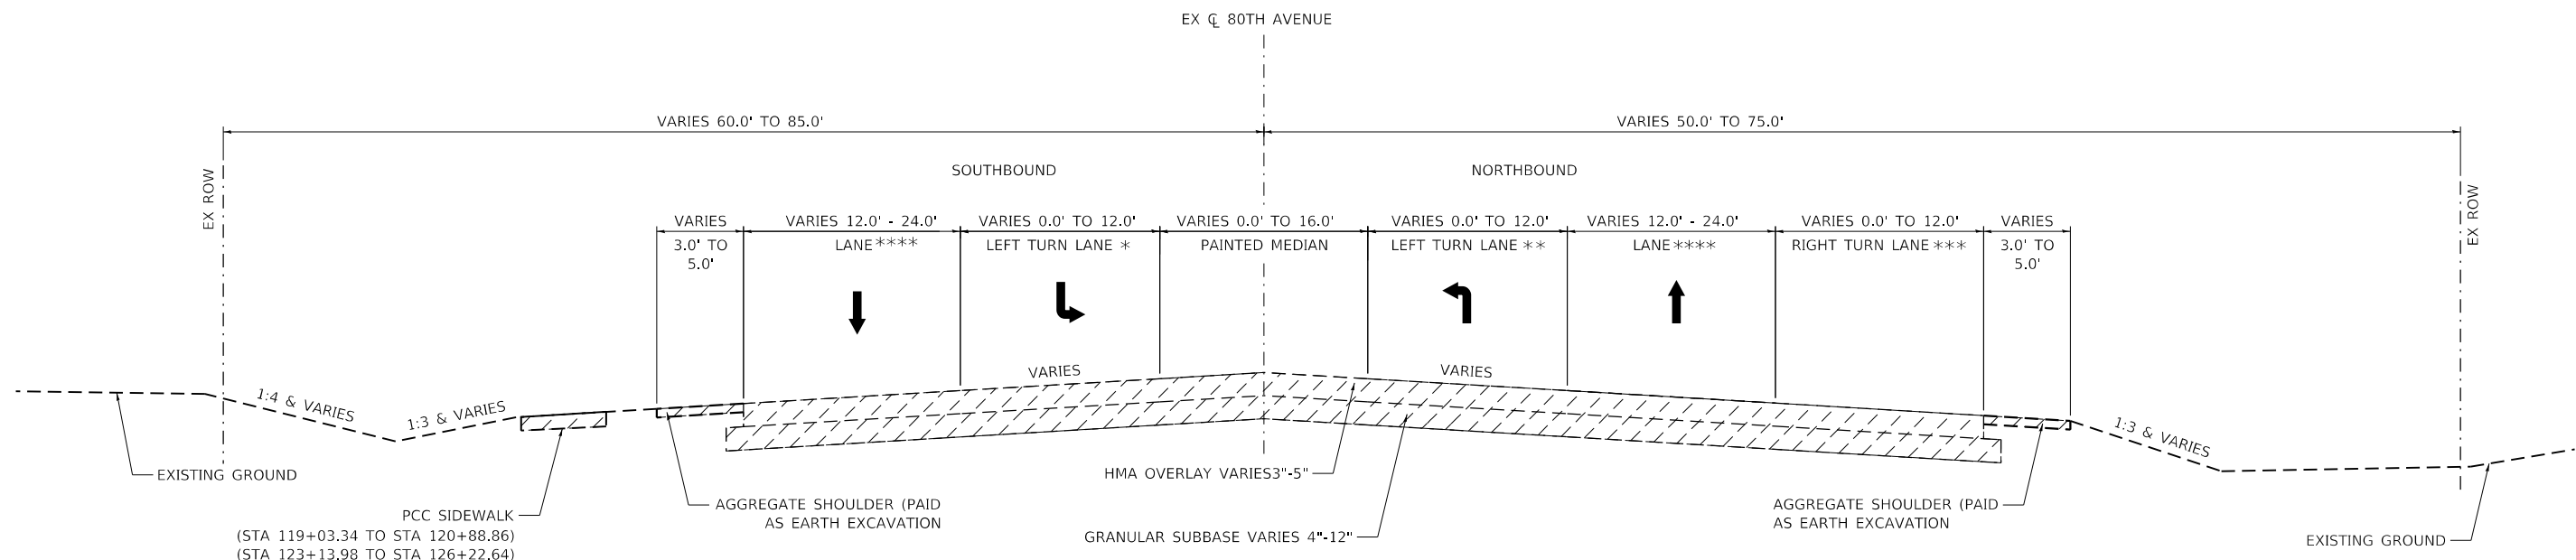 EX ℄ 80TH AVENUE
VARIES 60.0' TO 85.0'
VARIES 50.0' TO 75.0'
EX ROW
SOUTHBOUND
NORTHBOUND
EX ROW
VARIES
3.0' TO
5.0'
VARIES 12.0' - 24.0'
LANE ****
VARIES 0.0' TO 12.0'
LEFT TURN LANE *
VARIES 0.0' TO 16.0'
PAINTED MEDIAN
VARIES 0.0' TO 12.0'
LEFT TURN LANE **
VARIES 12.0' - 24.0'
LANE ****
VARIES 0.0' TO 12.0'
RIGHT TURN LANE ***
VARIES
3.0' TO
5.0'
VARIES
VARIES
1:4 & VARIES
1:3 & VARIES
1:3 & VARIES
EXISTING GROUND
PCC SIDEWALK
(STA 119+03.34 TO STA 120+88.86)
(STA 123+13.98 TO STA 126+22.64)
AGGREGATE SHOULDER (PAID
AS EARTH EXCAVATION
HMA OVERLAY VARIES3"-5"
GRANULAR SUBBASE VARIES 4"-12"
AGGREGATE SHOULDER (PAID
AS EARTH EXCAVATION
EXISTING GROUND